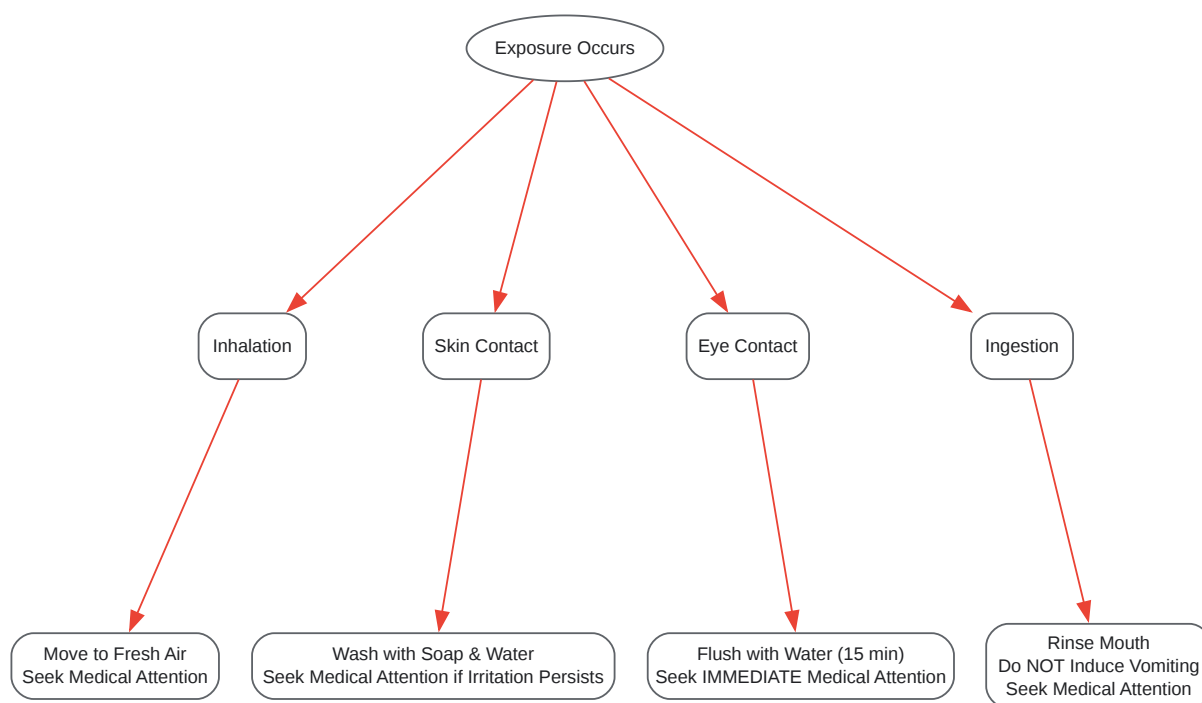 Exposure Occurs
Inhalation
Skin Contact
Eye Contact
Ingestion
Move to Fresh Air
Seek Medical Attention
Wash with Soap & Water
Seek Medical Attention if Irritation Persists
Flush with Water (15 min)
Seek IMMEDIATE Medical Attention
Rinse Mouth
Do NOT Induce Vomiting
Seek Medical Attention